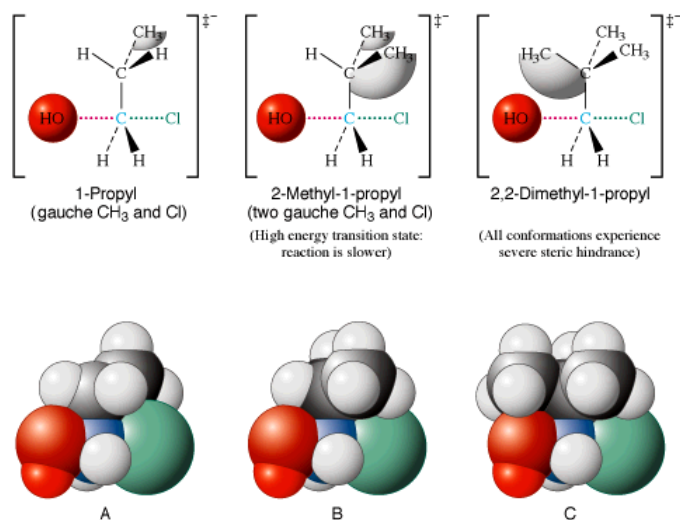 CH₃
H
H
C
HO
C
Cl
H
H
‡−
1-Propyl
(gauche CH₃ and Cl)
CH₃
H
CH₃
C
HO
C
Cl
H
H
‡−
2-Methyl-1-propyl
(two gauche CH₃ and Cl)
(High energy transition state:
reaction is slower)
CH₃
H₃C
CH₃
C
HO
C
Cl
H
H
‡−
2,2-Dimethyl-1-propyl
(All conformations experience
severe steric hindrance)
A
B
C